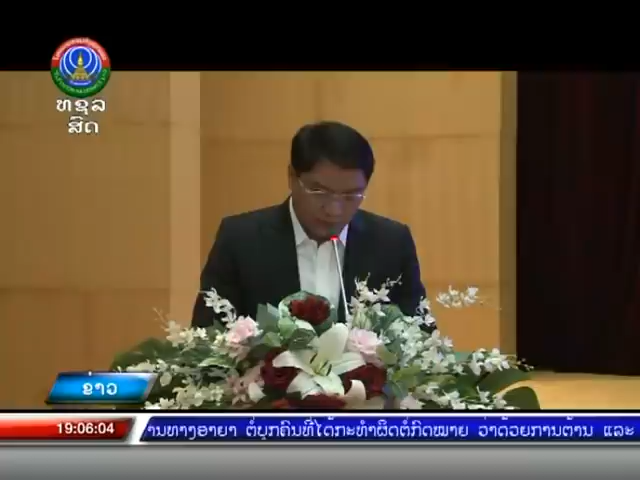 ທຊລ
ສົດ
ຂ່າວ
19:06:04
ານທາງອາຍາ ຕໍ່ບຸກຄົນທີ່ໄດ້ກະທໍາຜິດຕໍ່ກົດໝາຍ ວ່າດ້ວຍການຕ້ານ ແລະ